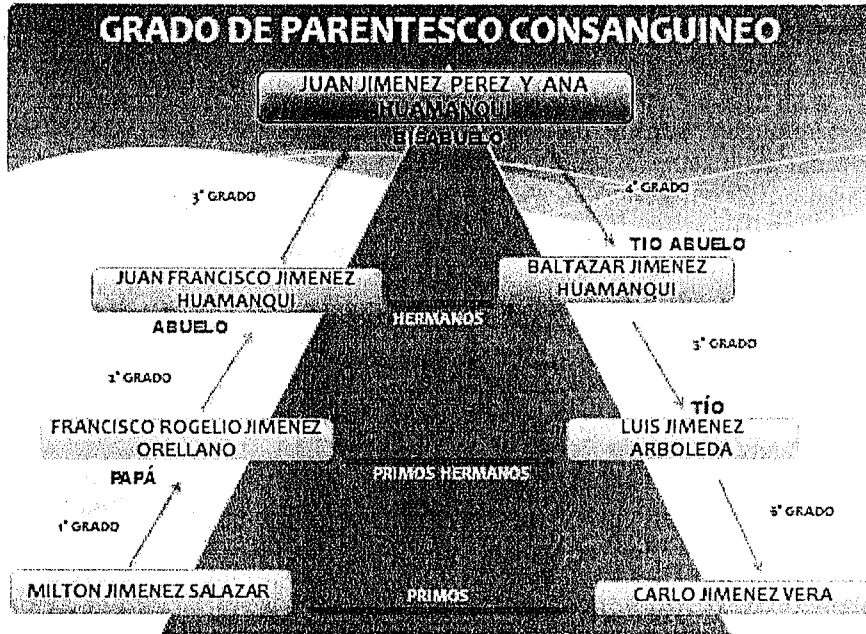 GRADO DE PARENTESCO CONSANGUINEO
JUAN JIMENEZ PEREZ Y ANA
HUAMANQUI
BISABUELO
3° GRADO
4° GRADO
TIO ABUELO
JUAN FRANCISCO JIMENEZ
HUAMANQUI
BALTAZAR JIMENEZ
HUAMANQUI
HERMANOS
ABUELO
2° GRADO
5° GRADO
TÍO
FRANCISCO ROGELIO JIMENEZ
ORELLANO
LUIS JIMENEZ
ARBOLEDA
PRIMOS HERMANOS
PAPÁ
1° GRADO
6° GRADO
MILTON JIMENEZ SALAZAR
PRIMOS
CARLO JIMENEZ VERA